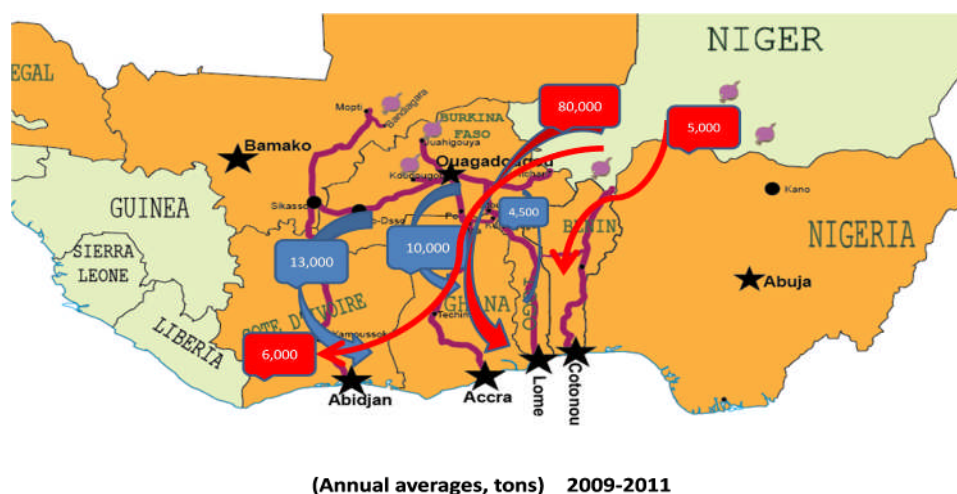 NIGER
EGAL
80,000
5,000
Mopti
Bandiagara
BURKINA
FASO
Ouahigouya
Bamako
Ouagadougou
Kano
GUINEA
Sikasso
4,500
BENIN
NIGERIA
SIERRA
LEONE
13,000
10,000
Abuja
GHANA
COTE D'IVOIRE
LIBERIA
6,000
Abidjan
Accra
Lome
Cotonou
(Annual averages, tons) 2009-2011